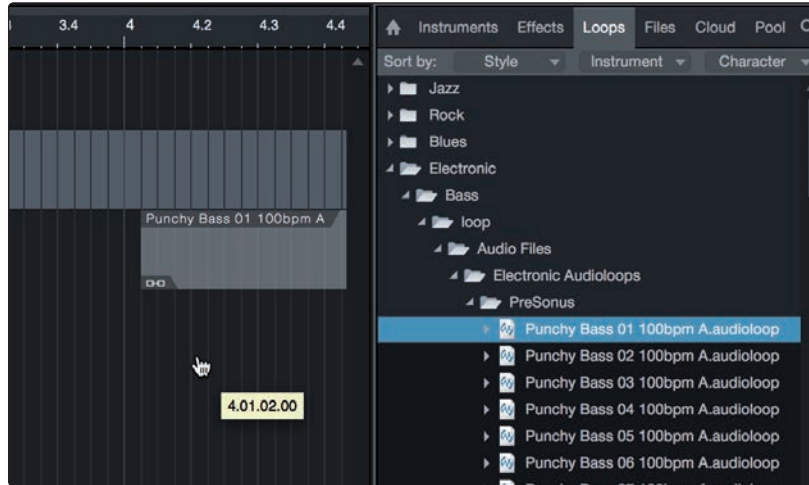 3.4 4 4.2 4.3 4.4
Punchy Bass 01 100bpm A
4.01.02.00
Instruments Effects Loops Files Cloud Pool
Sort by: Style Instrument Character
Jazz
Rock
Blues
Electronic
Bass
loop
Audio Files
Electronic Audioloops
PreSonus
Punchy Bass 01 100bpm A.audioloop
Punchy Bass 02 100bpm A.audioloop
Punchy Bass 03 100bpm A.audioloop
Punchy Bass 04 100bpm A.audioloop
Punchy Bass 05 100bpm A.audioloop
Punchy Bass 06 100bpm A.audioloop